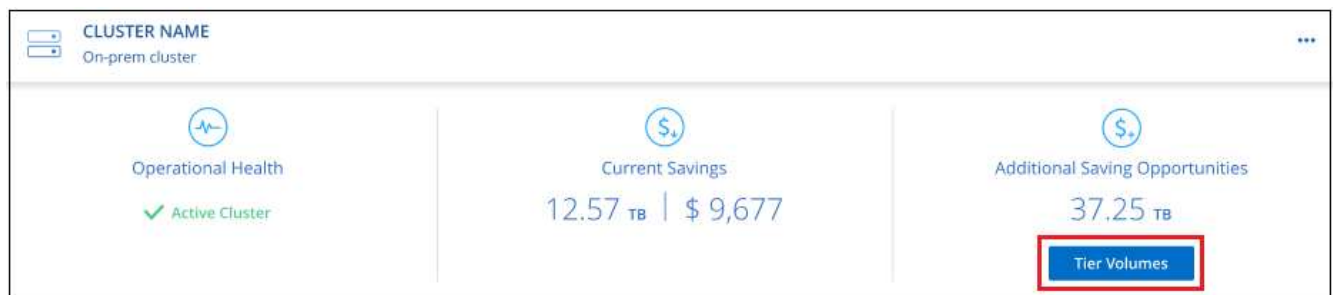 CLUSTER NAME
On-prem cluster
•••
Operational Health
Active Cluster
Current Savings
12.57 TB | $ 9,677
Additional Saving Opportunities
37.25 TB
Tier Volumes